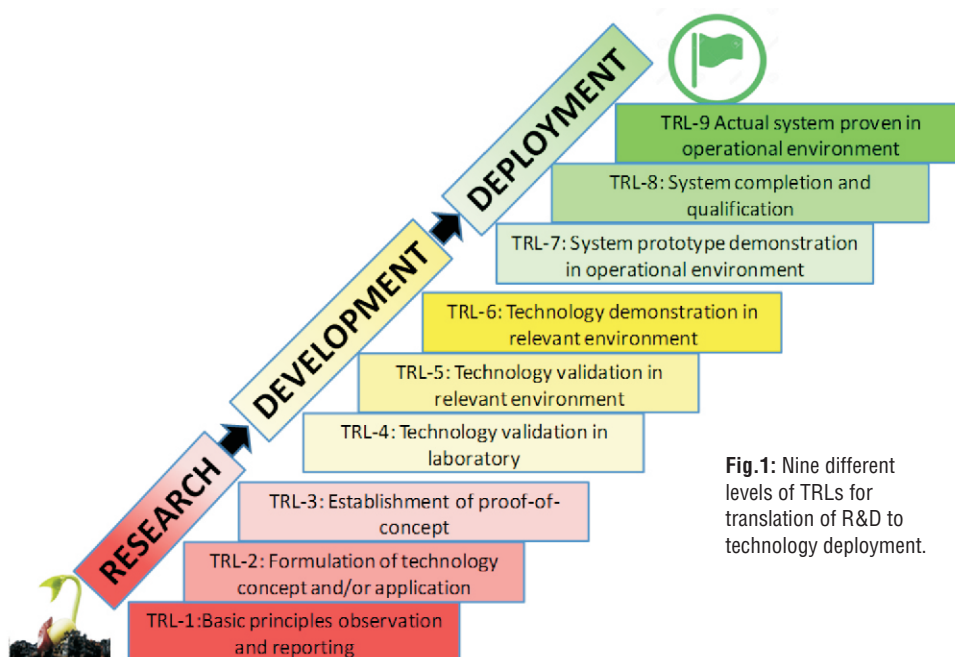 DEPLOYMENT
TRL-9 Actual system proven in
operational environment
TRL-8: System completion and
qualification
TRL-7: System prototype demonstration
in operational environment
DEVELOPMENT
TRL-6: Technology demonstration in
relevant environment
TRL-5: Technology validation in
relevant environment
TRL-4: Technology validation in
laboratory
RESEARCH
TRL-3: Establishment of proof-of-
concept
TRL-2: Formulation of technology
concept and/or application
TRL-1:Basic principles observation
and reporting
Fig.1: Nine different
levels of TRLs for
translation of R&D to
technology deployment.